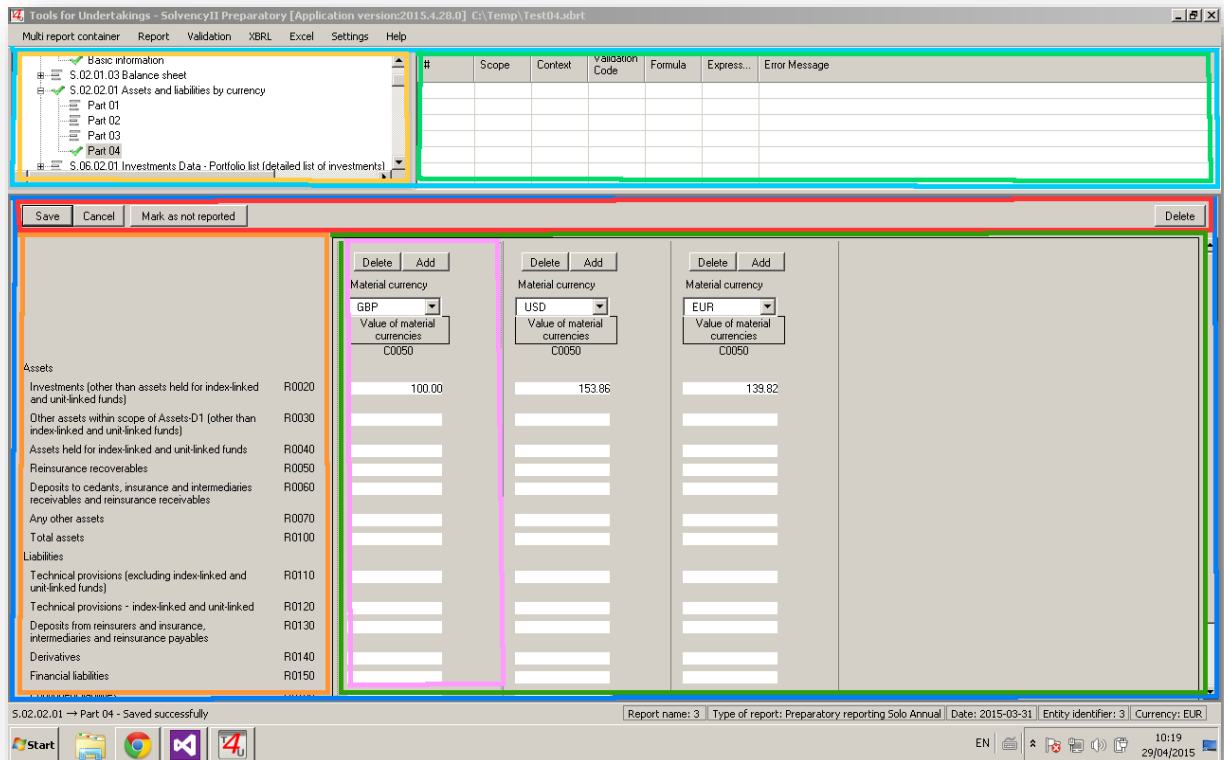 Tools for Undertakings - SolvencyII Preparatory [Application version:2015.4.28.0] C:\Temp\Test04.xbrt
Multi report container Report Validation XBRL Excel Settings Help
Basic information
S.02.01.03 Balance sheet
S.02.02.01 Assets and liabilities by currency
Part 01
Part 02
Part 03
Part 04
S.06.02.01 Investments Data - Portfolio list (detailed list of investments)
# Scope Context Validation Code Formula Express... Error Message
Save Cancel Mark as not reported Delete
Delete Add Delete Add Delete Add
Material currency Material currency Material currency
GBP USD EUR
Value of material Value of material Value of material
currencies currencies currencies
C0050 C0050 C0050
Assets
Investments (other than assets held for index-linked R0020 100.00 153.86 139.82
and unit-linked funds)
Other assets within scope of Assets-D1 (other than R0030
index-linked and unit-linked funds)
Assets held for index-linked and unit-linked funds R0040
Reinsurance recoverables R0050
Deposits to cedants, insurance and intermediaries R0060
receivables and reinsurance receivables
Any other assets R0070
Total assets R0100
Liabilities
Technical provisions (excluding index-linked and R0110
unit-linked funds)
Technical provisions - index-linked and unit-linked R0120
Deposits from reinsurers and insurance, R0130
intermediaries and reinsurance payables
Derivatives R0140
Financial liabilities R0150
S.02.02.01 → Part 04 - Saved successfully Report name: 3 Type of report: Preparatory reporting Solo Annual Date: 2015-03-31 Entity identifier: 3 Currency: EUR
Start T4U EN 10:19
29/04/2015